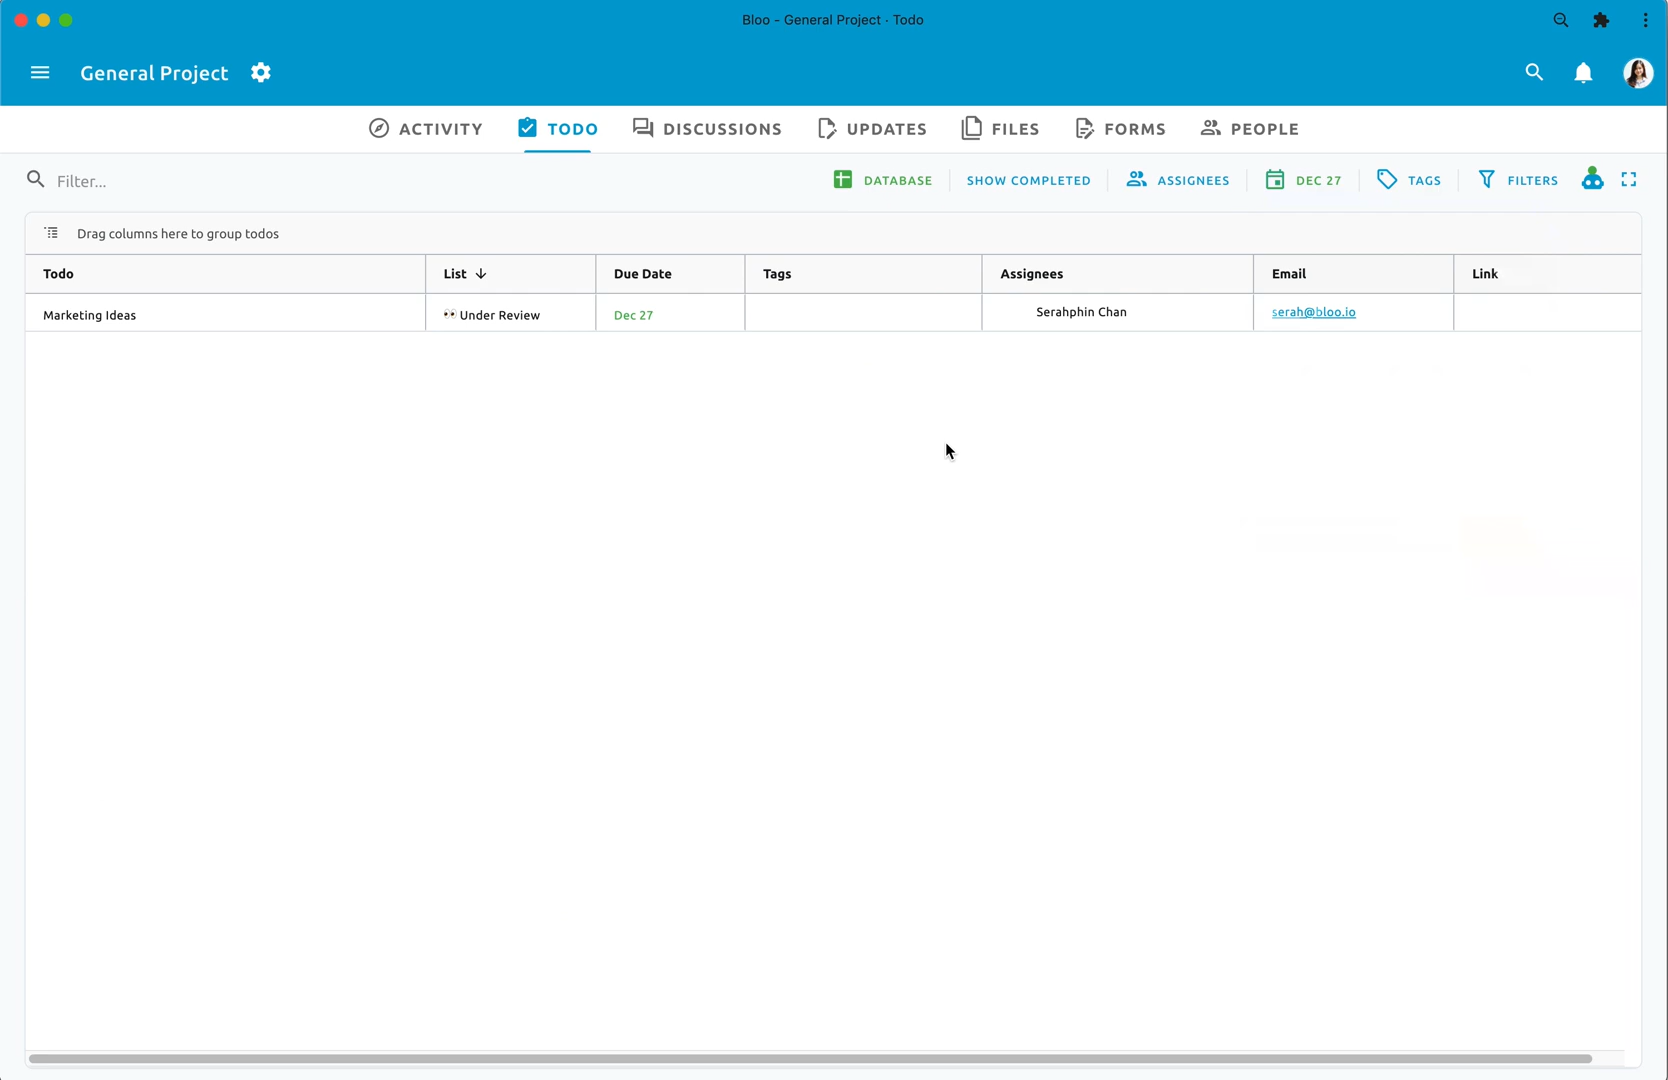 Bloo - General Project · Todo
General Project
ACTIVITY TODO DISCUSSIONS UPDATES FILES FORMS PEOPLE
Filter... DATABASE SHOW COMPLETED ASSIGNEES DEC 27 TAGS FILTERS
Drag columns here to group todos
Todo List Due Date Tags Assignees Email Link
Marketing Ideas 👀 Under Review Dec 27 Serahphin Chan serah@bloo.io